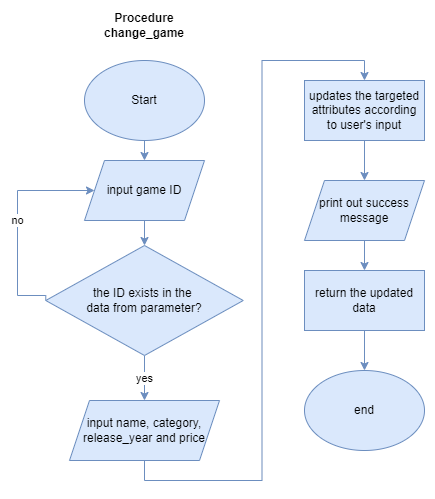 Procedure
change_game
Start
input game ID
no
the ID exists in the
data from parameter?
yes
input name, category,
release_year and price
updates the targeted
attributes according
to user's input
print out success
message
return the updated
data
end